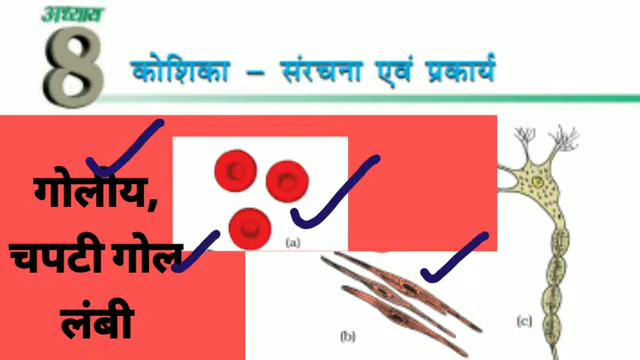 अध्याय
8
कोशिका – संरचना एवं प्रकार्य
गोलीय,
चपटी गोल
लंबी
(a)
(b)
(c)